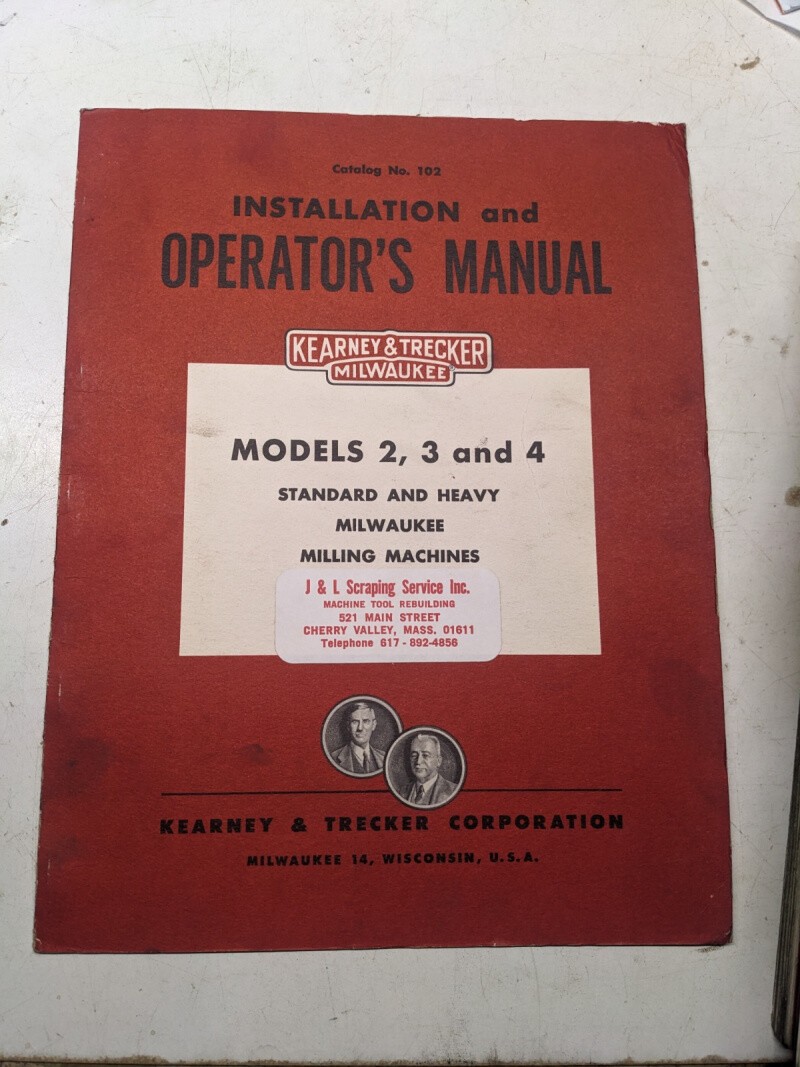 Catalog No. 102
INSTALLATION and
OPERATOR'S MANUAL
KEARNEY & TRECKER
MILWAUKEE
MODELS 2, 3 and 4
STANDARD AND HEAVY
MILWAUKEE
MILLING MACHINES
J & L Scraping Service Inc.
MACHINE TOOL REBUILDING
521 MAIN STREET
CHERRY VALLEY, MASS. 01611
Telephone 617 - 892-4856
KEARNEY & TRECKER CORPORATION
MILWAUKEE 14, WISCONSIN, U.S.A.